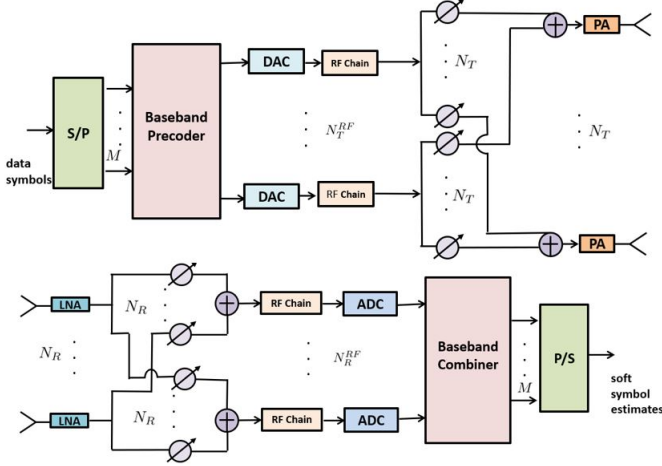 PA
DAC
RF Chain
N_T
Baseband
Precoder
S/P
M
data
symbols
N_T^{RF}
N_T
DAC
RF Chain
N_T
PA
LNA
N_R
RF Chain
ADC
Baseband
Combiner
P/S
N_R
N_R^{RF}
M
soft
symbol
estimates
LNA
N_R
RF Chain
ADC